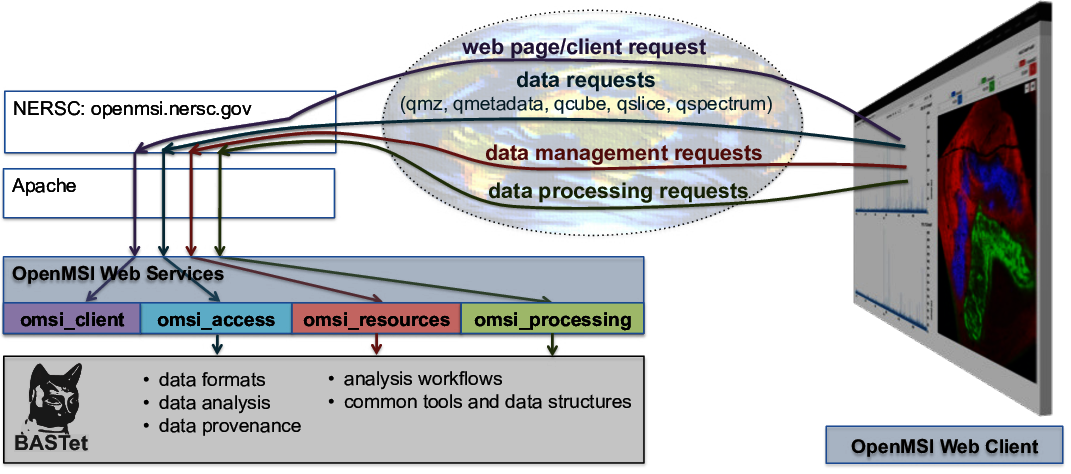 web page/client request
data requests
(qmz, qmetadata, qcube, qslice, qspectrum)
NERSC: openmsi.nersc.gov
data management requests
Apache
data processing requests
OpenMSI Web Services
omsi_client
omsi_access
omsi_resources
omsi_processing
• data formats
• data analysis
• data provenance
• analysis workflows
• common tools and data structures
BASTet
OpenMSI Web Client